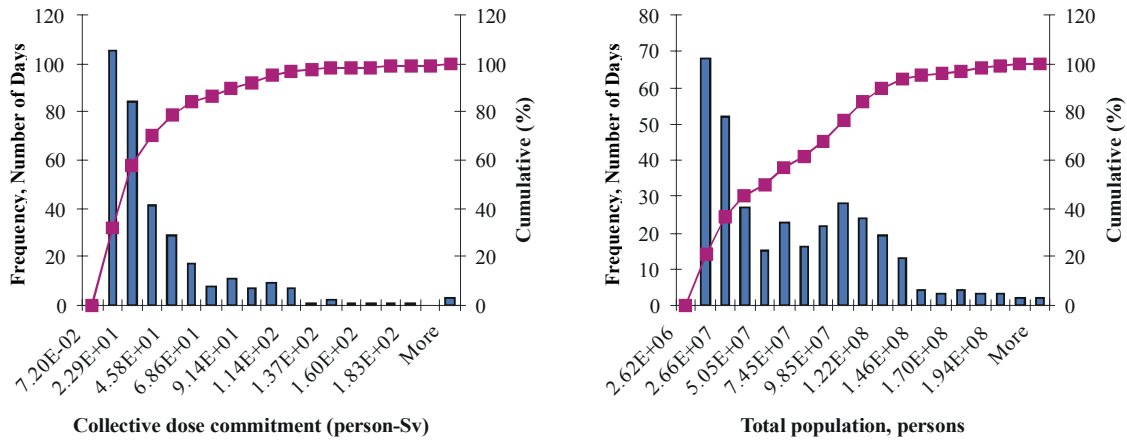 Frequency, Number of Days
120
100
80
60
40
20
0
120
100
80
60
40
20
0
Cumulative (%)
7.20E-02
2.29E+01
4.58E+01
6.86E+01
9.14E+01
1.14E+02
1.37E+02
1.60E+02
1.83E+02
More
Collective dose commitment (person-Sv)
Frequency, Number of Days
80
70
60
50
40
30
20
10
0
120
100
80
60
40
20
0
Cumulative (%)
2.62E+06
2.66E+07
5.05E+07
7.45E+07
9.85E+07
1.22E+08
1.46E+08
1.70E+08
1.94E+08
More
Total population, persons